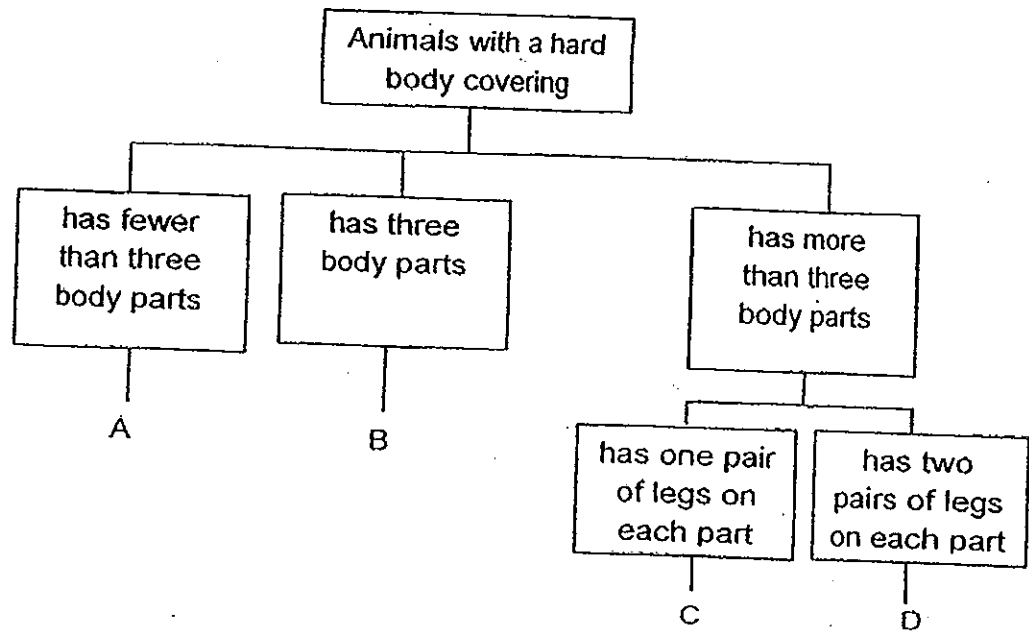 Animals with a hard
body covering
has fewer
than three
body parts
has three
body parts
has more
than three
body parts
A
B
has one pair
of legs on
each part
has two
pairs of legs
on each part
C
D